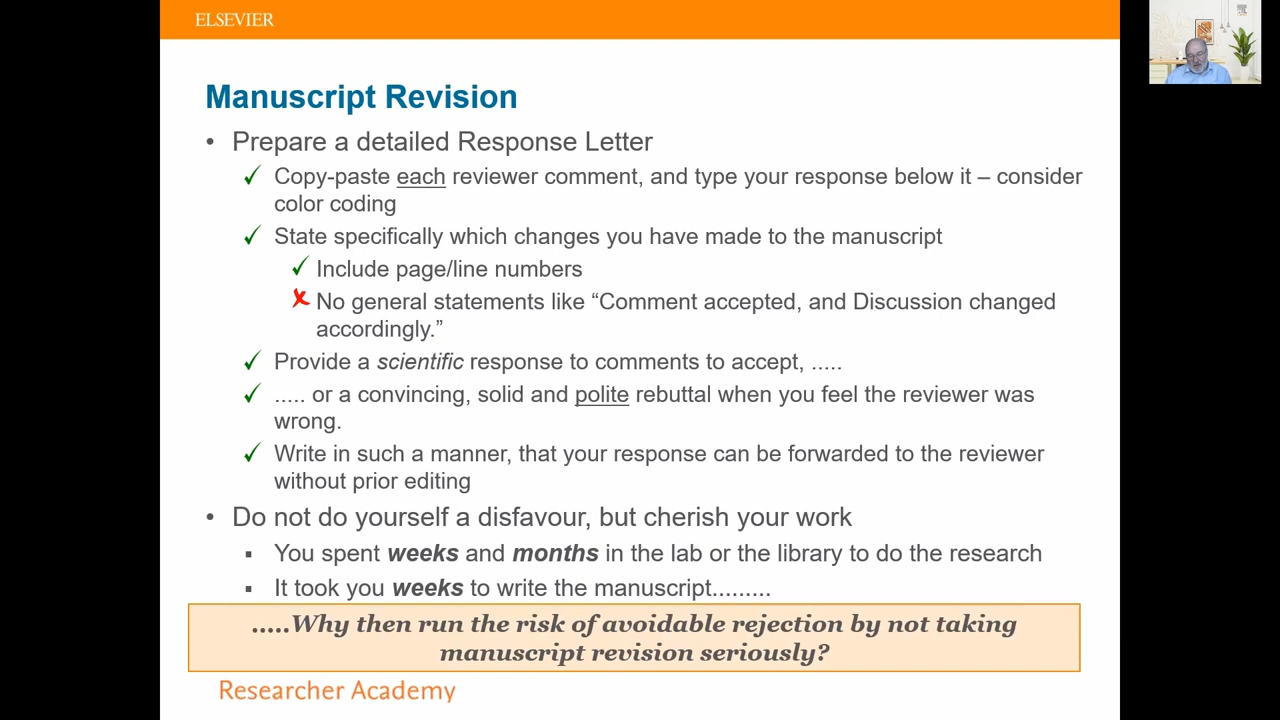 ELSEVIER
Manuscript Revision
• Prepare a detailed Response Letter
✓ Copy-paste each reviewer comment, and type your response below it – consider
color coding
✓ State specifically which changes you have made to the manuscript
✓ Include page/line numbers
✗ No general statements like “Comment accepted, and Discussion changed
accordingly.”
✓ Provide a scientific response to comments to accept, .....
✓ ..... or a convincing, solid and polite rebuttal when you feel the reviewer was
wrong.
✓ Write in such a manner, that your response can be forwarded to the reviewer
without prior editing
• Do not do yourself a disfavour, but cherish your work
▪ You spent weeks and months in the lab or the library to do the research
▪ It took you weeks to write the manuscript.........
.....Why then run the risk of avoidable rejection by not taking
manuscript revision seriously?
Researcher Academy